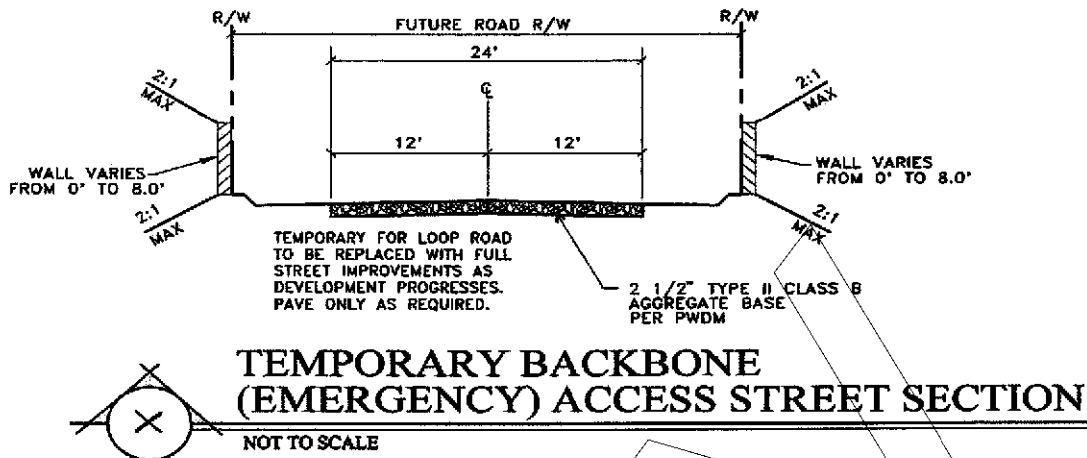 R/W
R/W
FUTURE ROAD R/W
24'
℄
2:1
MAX
2:1
MAX
12'
12'
WALL VARIES
FROM 0' TO 8.0'
WALL VARIES
FROM 0' TO 8.0'
2:1
MAX
2:1
MAX
TEMPORARY FOR LOOP ROAD
TO BE REPLACED WITH FULL
STREET IMPROVEMENTS AS
DEVELOPMENT PROGRESSES.
PAVE ONLY AS REQUIRED.
2 1/2" TYPE II CLASS B
AGGREGATE BASE
PER PWDM
X
TEMPORARY BACKBONE
(EMERGENCY) ACCESS STREET SECTION
NOT TO SCALE